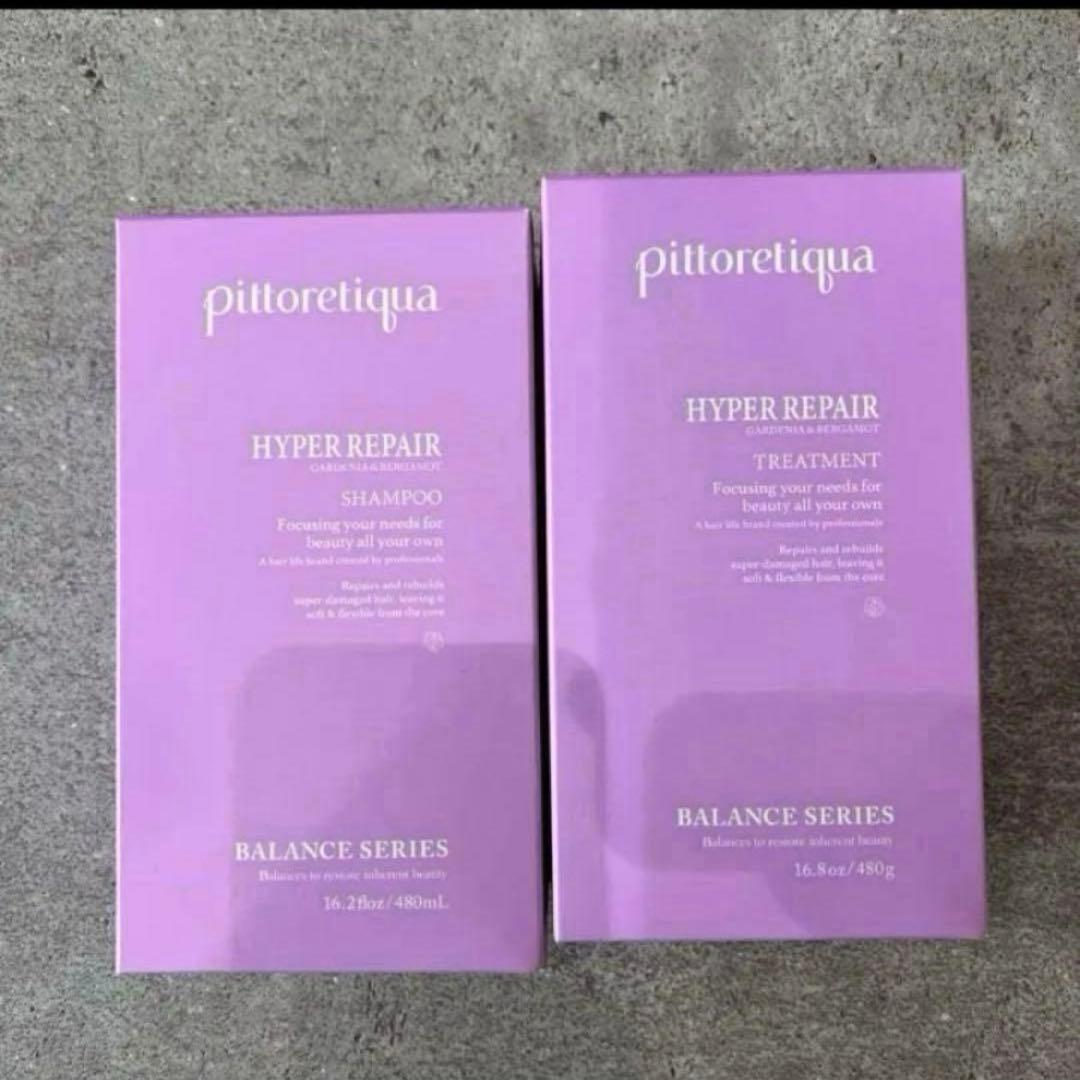 pittoretiqua
HYPER REPAIR
GARDENIA & BERGAMOT
SHAMPOO
Focusing your needs for
beauty all your own
A hair life brand created by professionals
Repairs and rebuilds
super-damaged hair, leaving it
soft & flexible from the core
BALANCE SERIES
Balances to restore inherent beauty
16.2floz/480mL
pittoretiqua
HYPER REPAIR
GARDENIA & BERGAMOT
TREATMENT
Focusing your needs for
beauty all your own
A hair life brand created by professionals
Repairs and rebuilds
super-damaged hair, leaving it
soft & flexible from the core
BALANCE SERIES
Balances to restore inherent beauty
16.8oz/480g